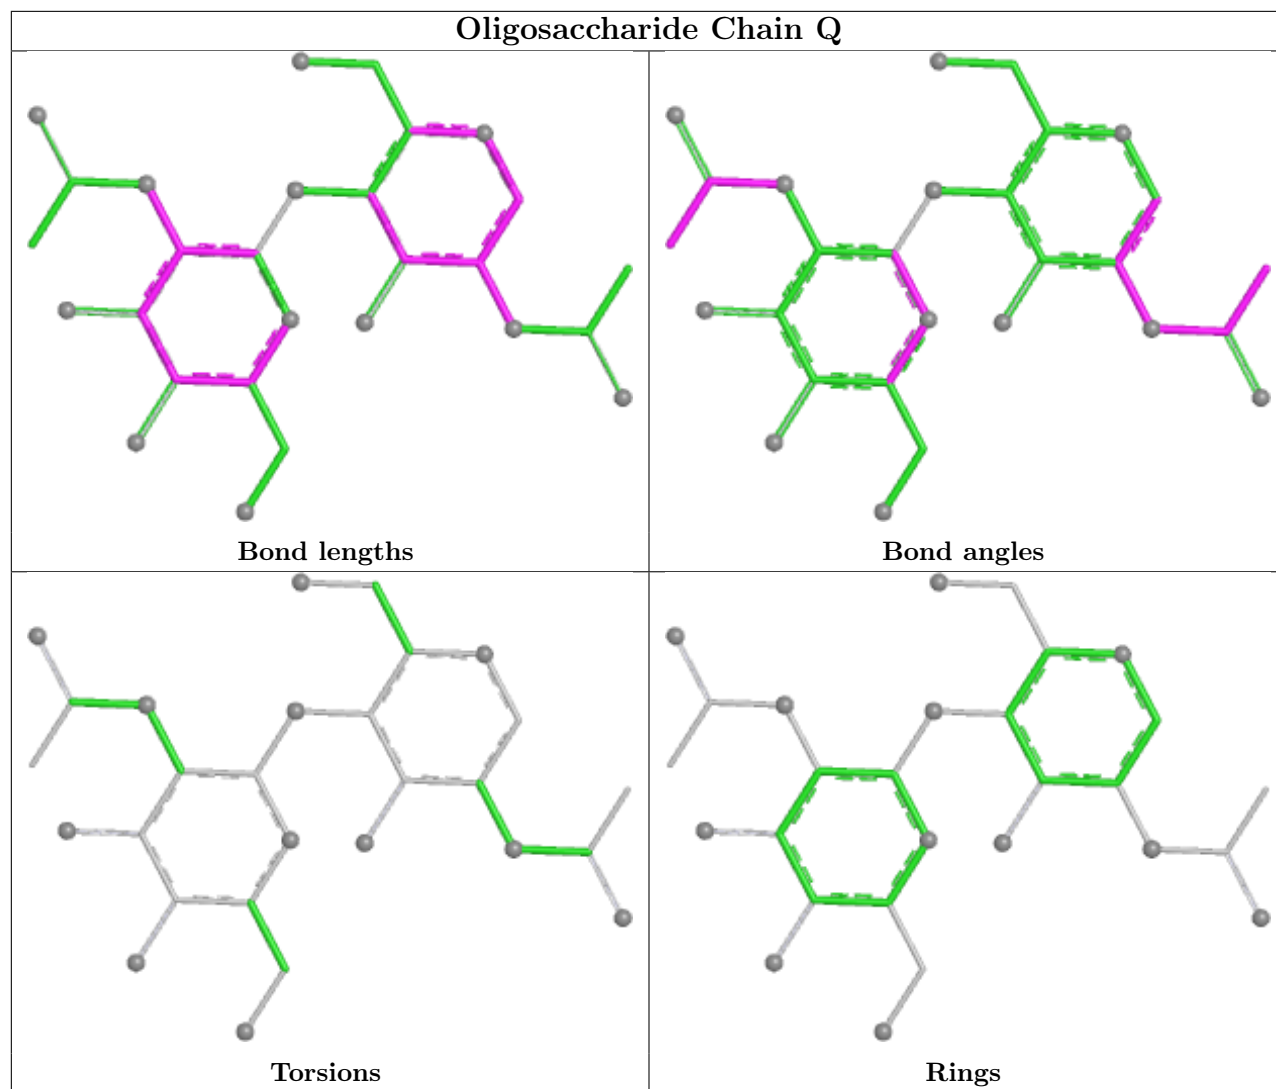 Oligosaccharide Chain Q
Bond lengths
Bond angles
Torsions
Rings